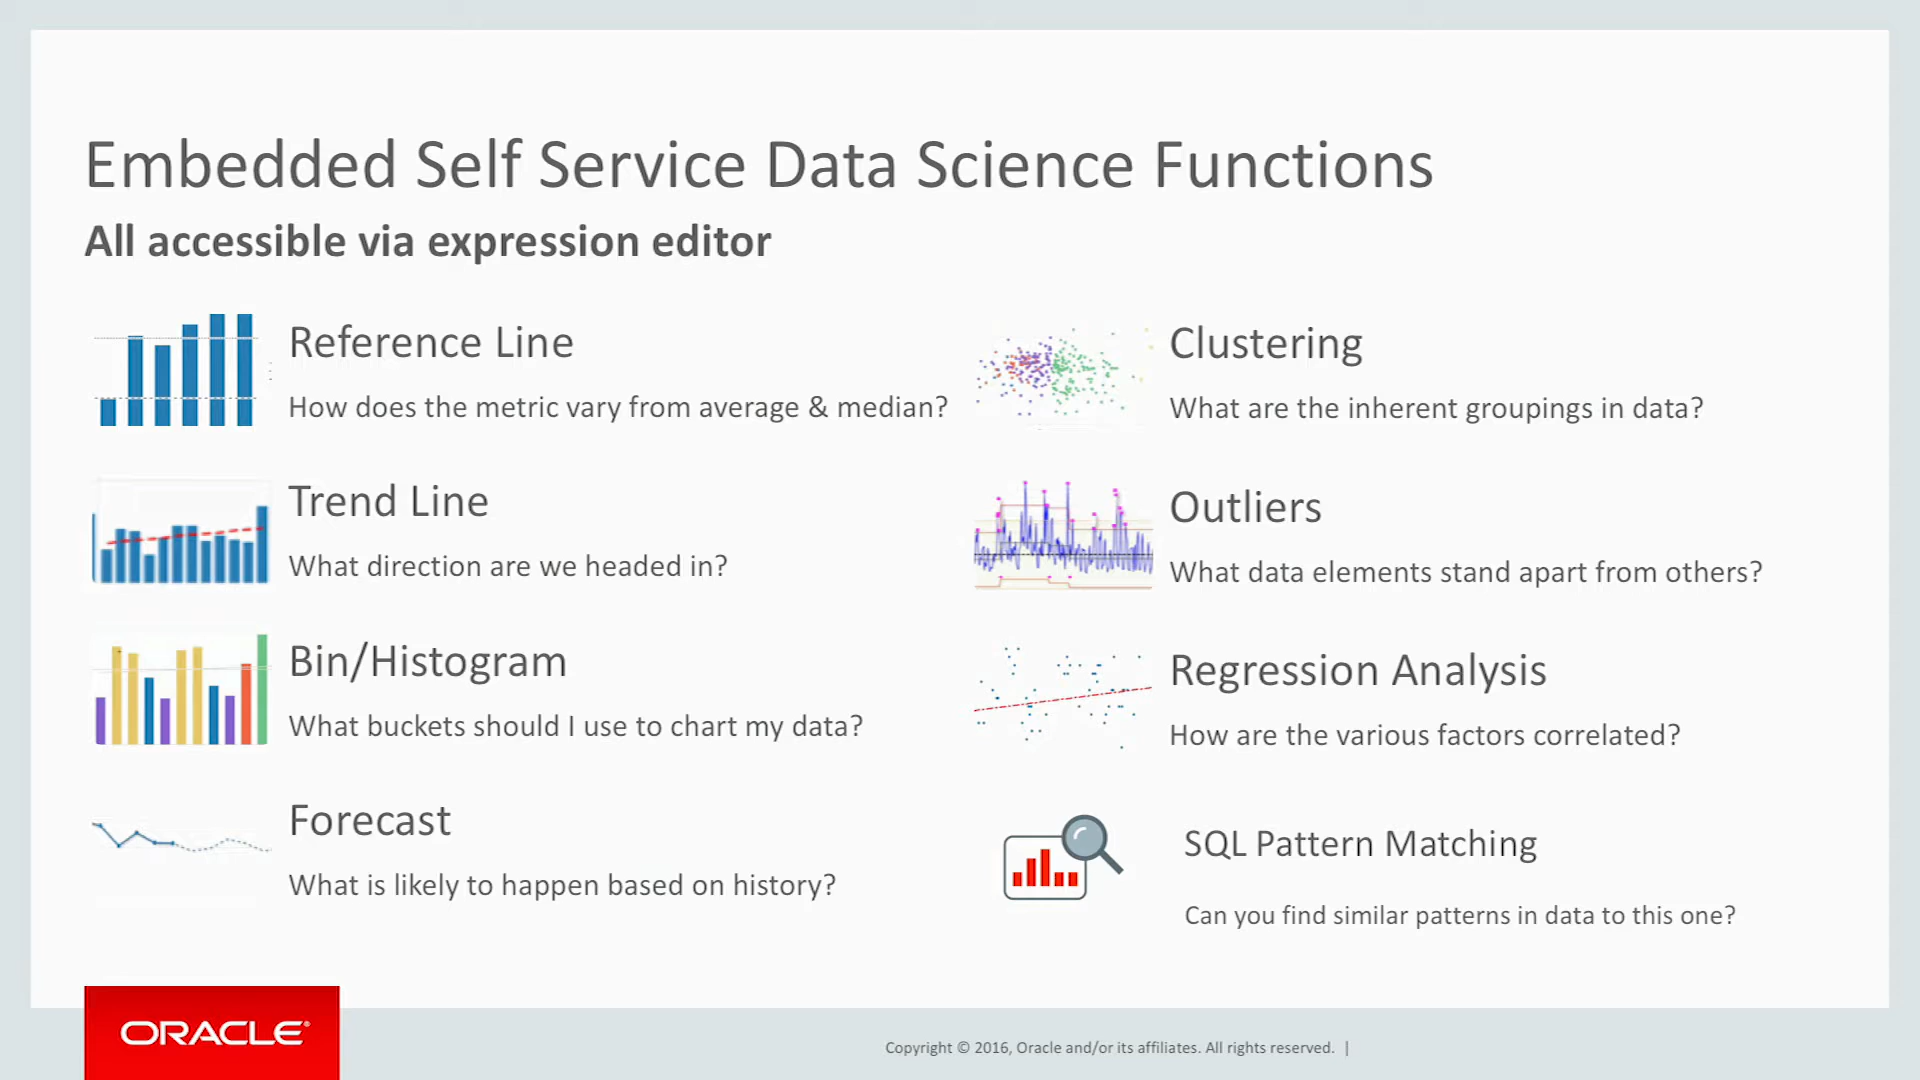 Embedded Self Service Data Science Functions
All accessible via expression editor
Reference Line
How does the metric vary from average & median?
Trend Line
What direction are we headed in?
Bin/Histogram
What buckets should I use to chart my data?
Forecast
What is likely to happen based on history?
Clustering
What are the inherent groupings in data?
Outliers
What data elements stand apart from others?
Regression Analysis
How are the various factors correlated?
SQL Pattern Matching
Can you find similar patterns in data to this one?
ORACLE®
Copyright © 2016, Oracle and/or its affiliates. All rights reserved. |